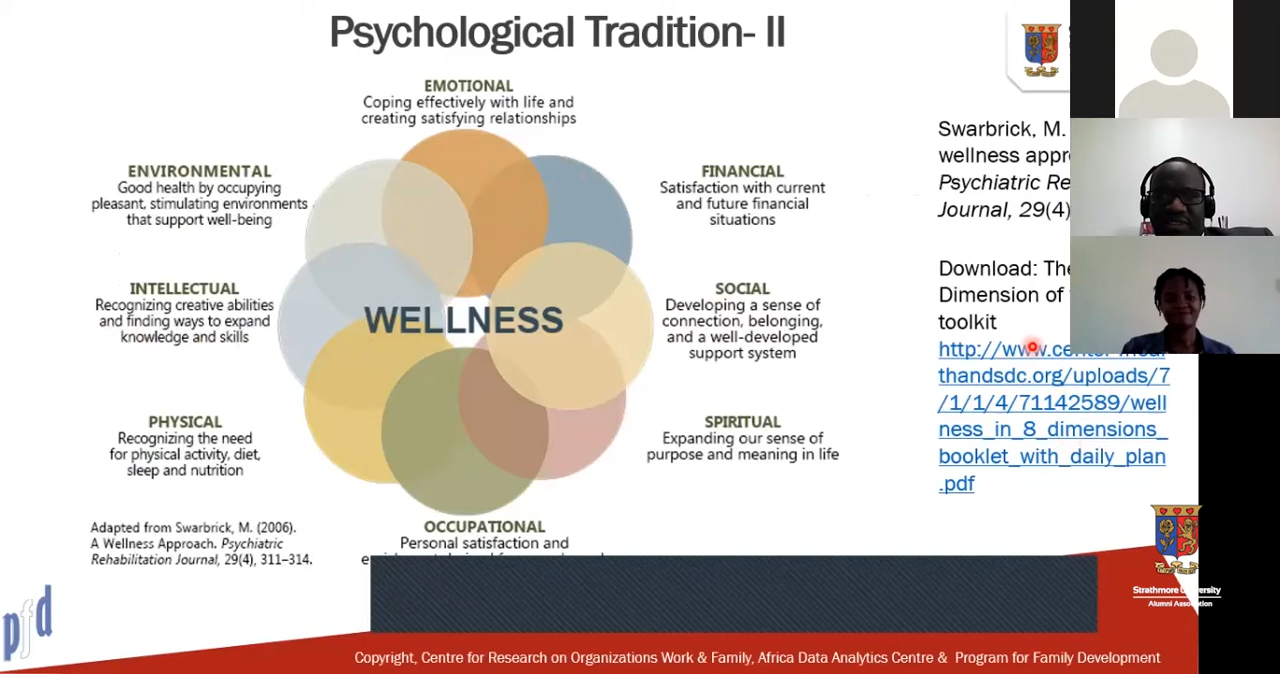 Psychological Tradition- II
EMOTIONAL
Coping effectively with life and
creating satisfying relationships
ENVIRONMENTAL
Good health by occupying
pleasant, stimulating environments
that support well-being
FINANCIAL
Satisfaction with current
and future financial
situations
INTELLECTUAL
Recognizing creative abilities
and finding ways to expand
knowledge and skills
WELLNESS
SOCIAL
Developing a sense of
connection, belonging,
and a well-developed
support system
PHYSICAL
Recognizing the need
for physical activity, diet,
sleep and nutrition
SPIRITUAL
Expanding our sense of
purpose and meaning in life
OCCUPATIONAL
Personal satisfaction and
Adapted from Swarbrick, M. (2006).
A Wellness Approach. Psychiatric
Rehabilitation Journal, 29(4), 311–314.
Swarbrick, M.
wellness
Psychiatric
Journal, 29(4)
Download:
Dimension of
toolkit
http://www.
thandsdc.org/uploads/7
/1/1/4/71142589/well
ness_in_8_dimensions_
booklet_with_daily_plan
.pdf
pfd
Strathmore University
Alumni Association
Copyright, Centre for Research on Organizations Work & Family, Africa Data Analytics Centre & Program for Family Development